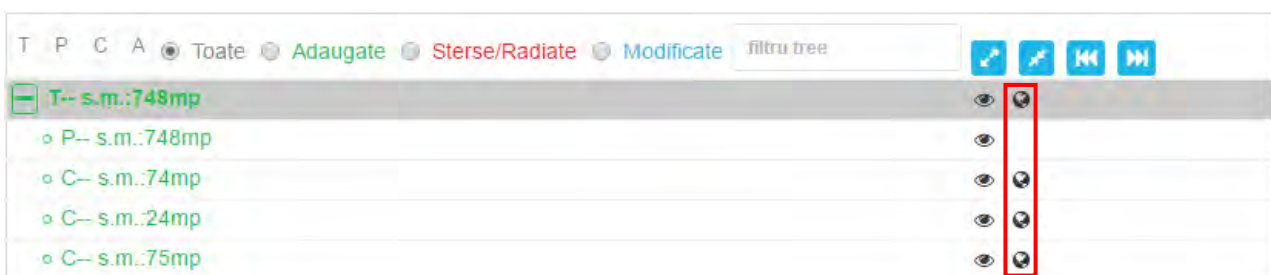 T P C A Toate Adaugate Sterse/Radiate Modificate filtru tree
T-- s.m.:748mp
P-- s.m.:748mp
C-- s.m.:74mp
C-- s.m.:24mp
C-- s.m.:75mp